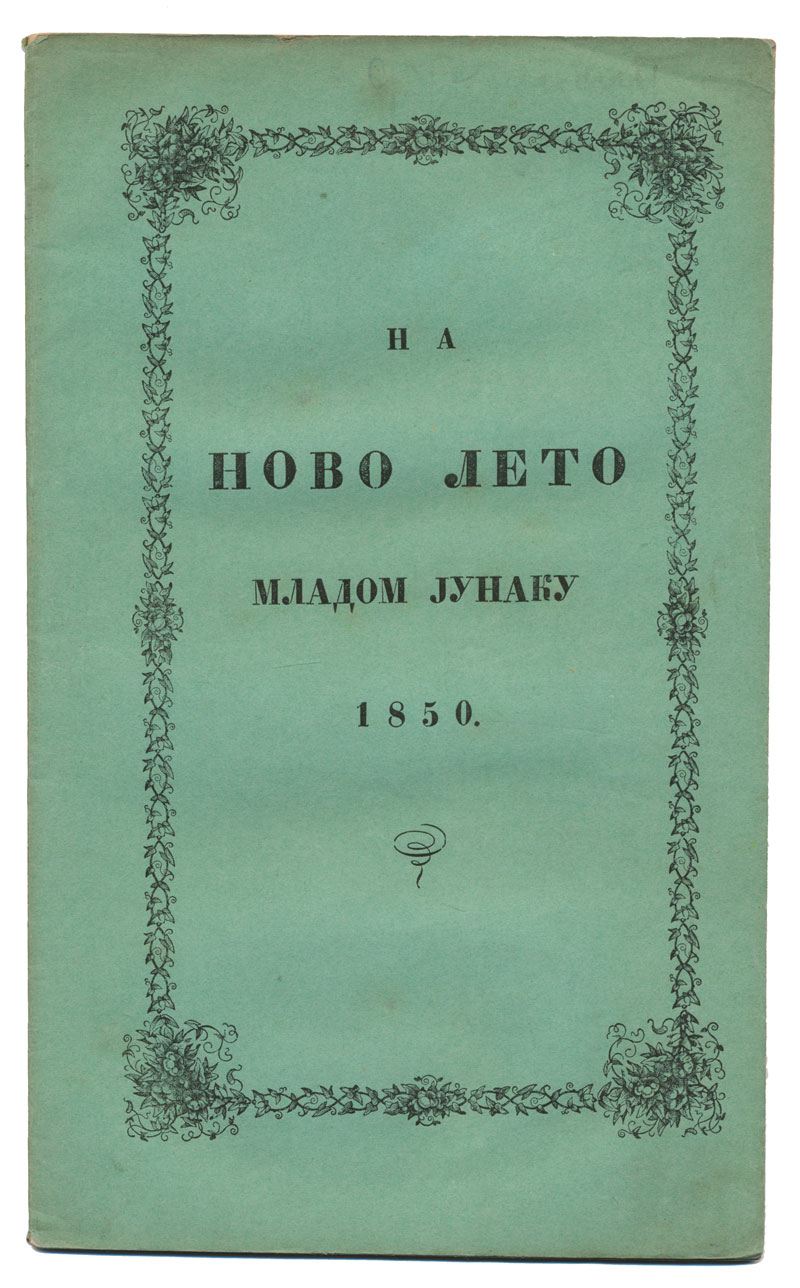 НА
НОВО ЛЕТО
МЛАДОМ ЈУНАКУ
1850.